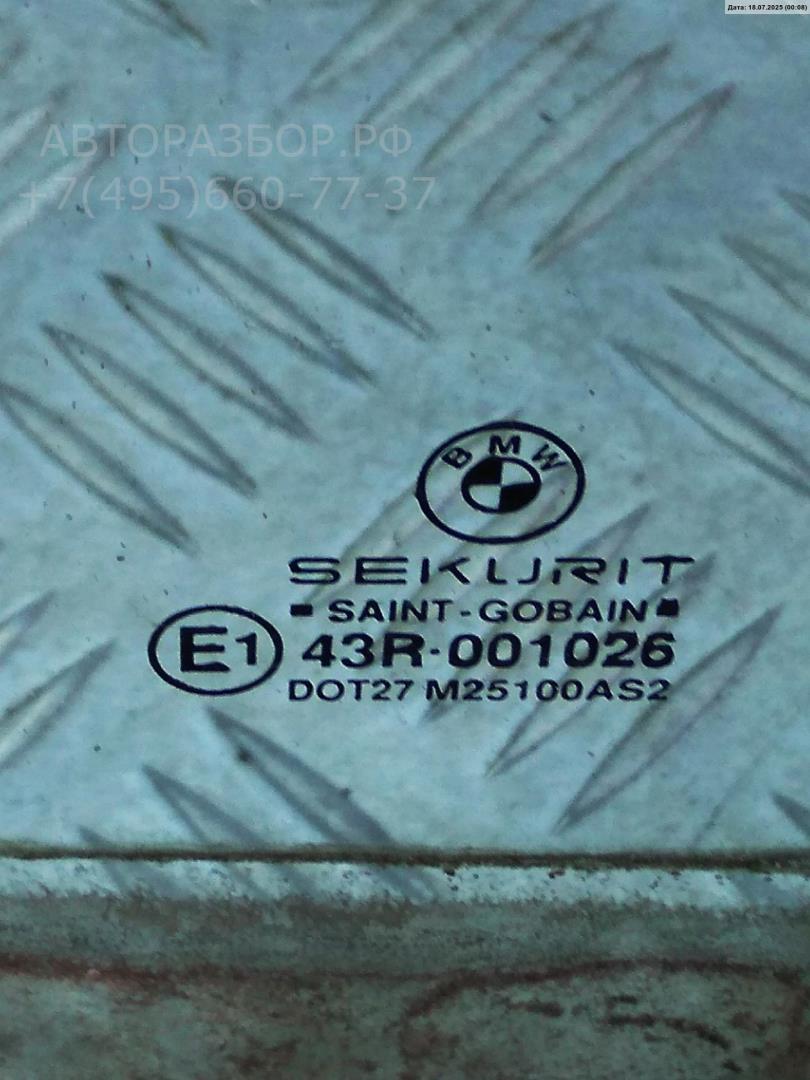 Дата: 18.07.2025 (00:08)
АВТОРАЗБОР.РФ
+7(495)660-77-37
BMW
SEKURIT
SAINT-GOBAIN
E1 43R-001026
DOT27 M25100AS2